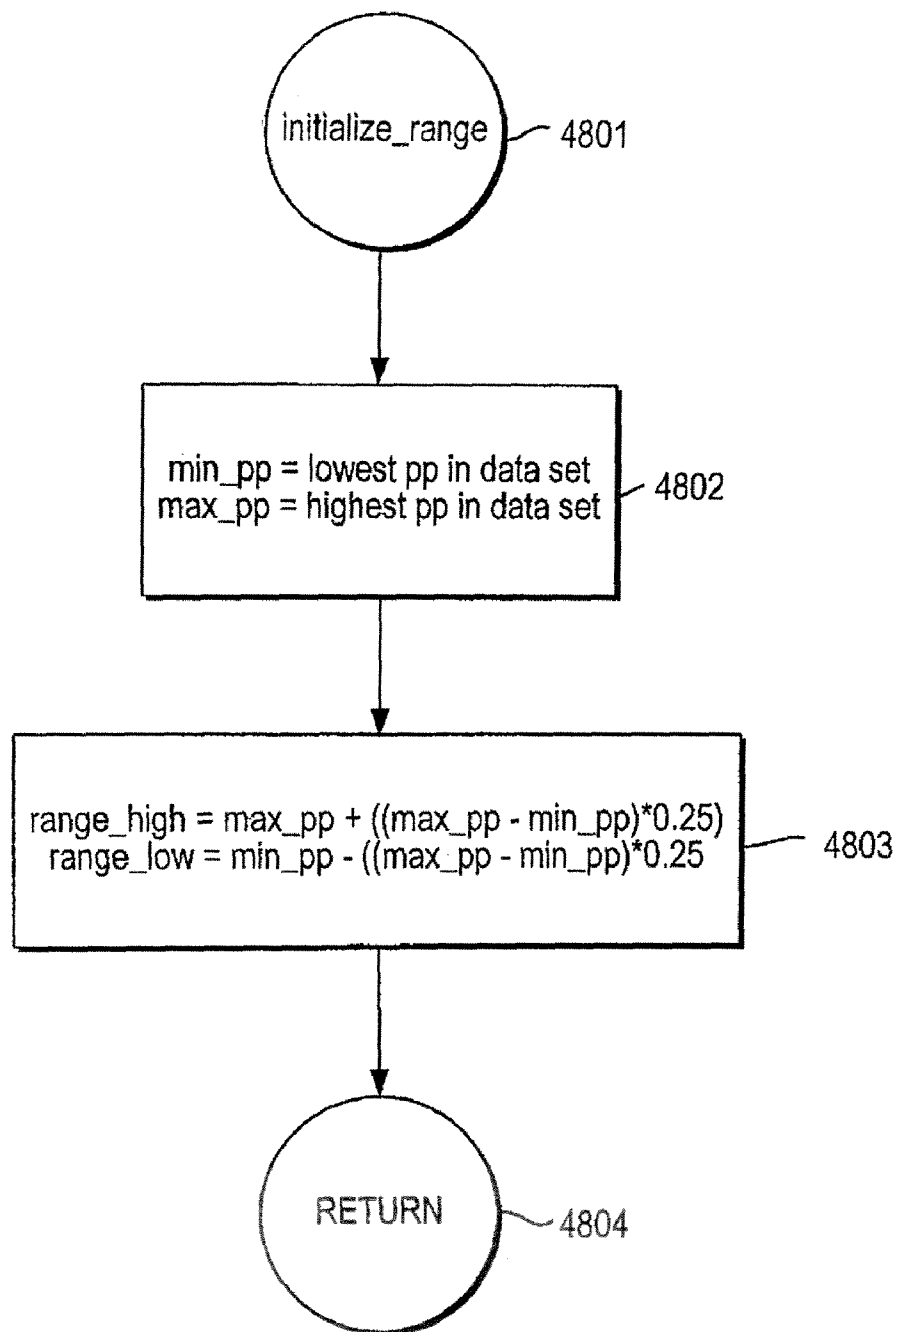 initialize_range
4801
min_pp = lowest pp in data set
max_pp = highest pp in data set
4802
range_high = max_pp + ((max_pp - min_pp)*0.25)
range_low = min_pp - ((max_pp - min_pp)*0.25
4803
RETURN
4804